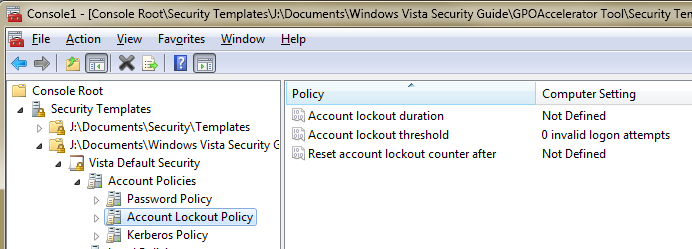 Console1 - [Console Root\Security Templates\J:\Documents\Windows Vista Security Guide\GPOAccelerator Tool\Security Tem
File Action View Favorites Window Help
Console Root
Security Templates
J:\Documents\Security\Templates
J:\Documents\Windows Vista Security G
Vista Default Security
Account Policies
Password Policy
Account Lockout Policy
Kerberos Policy
Policy Computer Setting
Account lockout duration Not Defined
Account lockout threshold 0 invalid logon attempts
Reset account lockout counter after Not Defined